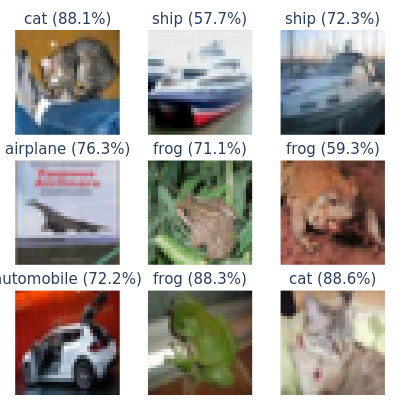 cat (88.1%)
ship (57.7%)
ship (72.3%)
airplane (76.3%)
frog (71.1%)
frog (59.3%)
utomobile (72.2%)
frog (88.3%)
cat (88.6%)